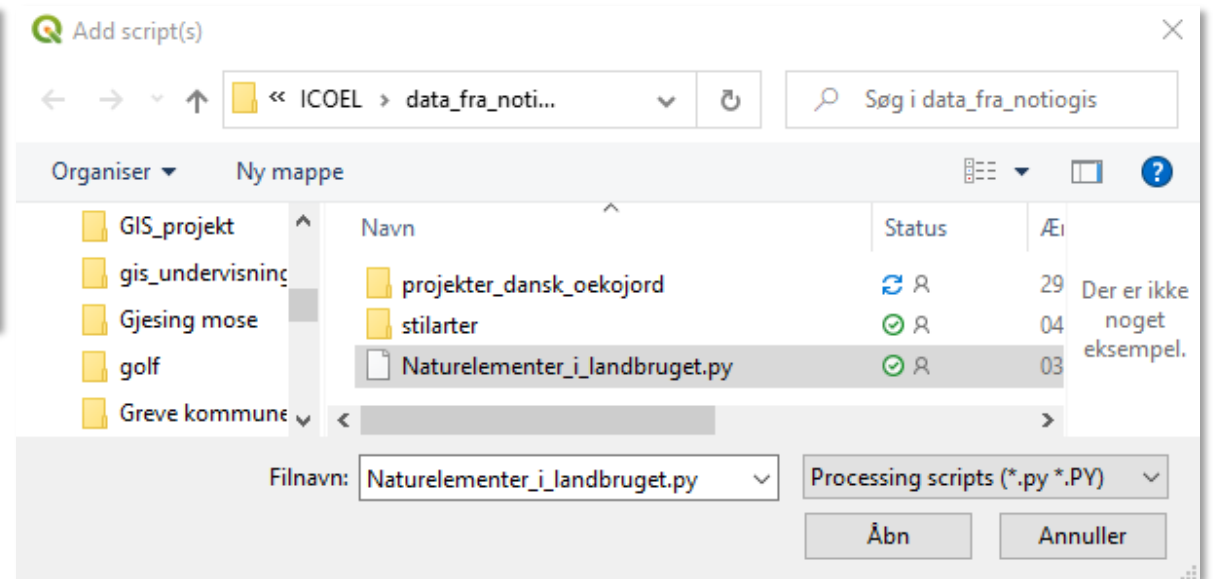 Add script(s)
« ICOEL > data_fra_noti...
Søg i data_fra_notiogis
Organiser
Ny mappe
GIS_projekt
gis_undervisning
Gjesing mose
golf
Greve kommune
Navn
Status
Æ
projekter_dansk_oekojord
29
stilarter
04
Naturelementer_i_landbruget.py
03
Der er ikke
noget
eksempel.
Filnavn:
Naturelementer_i_landbruget.py
Processing scripts (*.py *.PY)
Åbn
Annuller